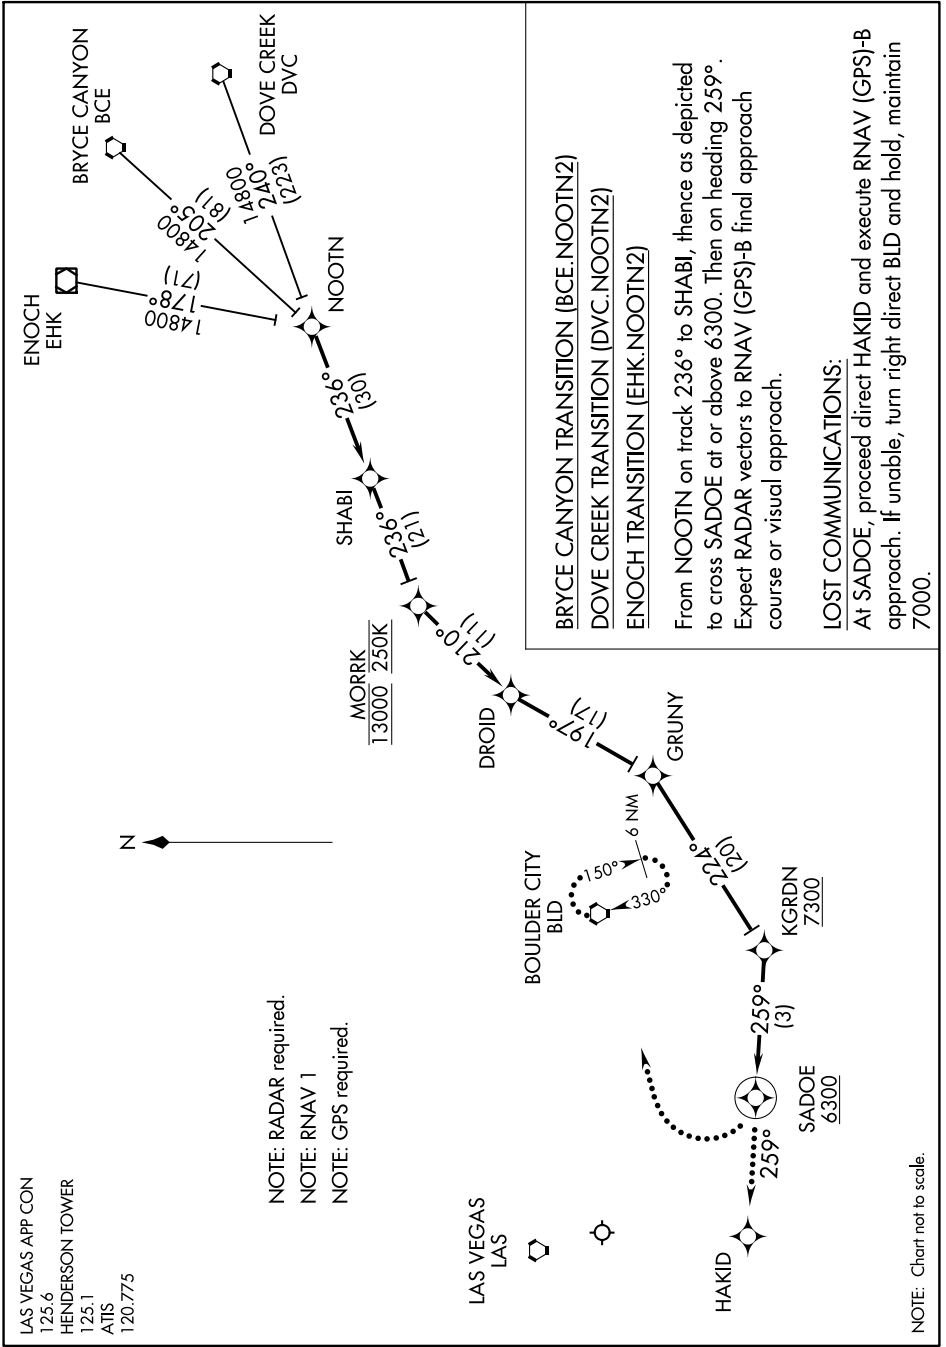 LAS VEGAS APP CON
125.6
HENDERSON TOWER
125.1
ATIS
120.775
NOTE: RADAR required.
NOTE: RNAV 1
NOTE: GPS required.
N
ENOCH
EHK
BRYCE CANYON
BCE
DOVE CREEK
DVC
14800
178°
(71)
14800
205°
(81)
14800
240°
(223)
NOOTN
236°
(30)
SHABI
236°
(21)
MORRK
13000 250K
210°
(11)
DROID
197°
(17)
GRUNY
BOULDER CITY
BLD
150°
330°
6 NM
224°
(20)
KGRDN
7300
259°
(3)
SADOE
6300
259°
HAKID
LAS VEGAS
LAS
BRYCE CANYON TRANSITION (BCE.NOOTN2)
DOVE CREEK TRANSITION (DVC.NOOTN2)
ENOCH TRANSITION (EHK.NOOTN2)
From NOOTN on track 236° to SHABI, thence as depicted
to cross SADOE at or above 6300. Then on heading 259°.
Expect RADAR vectors to RNAV (GPS)-B final approach
course or visual approach.
LOST COMMUNICATIONS:
At SADOE, proceed direct HAKID and execute RNAV (GPS)-B
approach. If unable, turn right direct BLD and hold, maintain
7000.
NOTE: Chart not to scale.